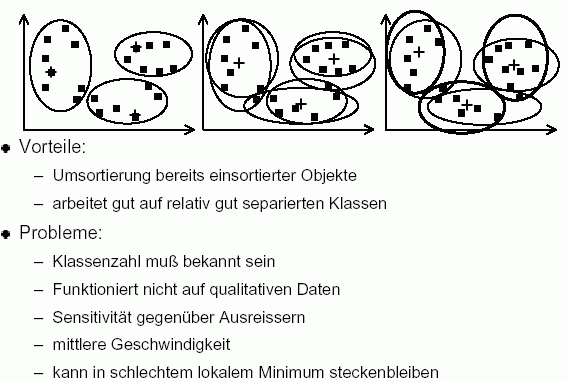 Vorteile:
– Umsortierung bereits einsortierter Objekte
– arbeitet gut auf relativ gut separierten Klassen
Probleme:
– Klassenzahl muß bekannt sein
– Funktioniert nicht auf qualitativen Daten
– Sensitivität gegenüber Ausreissern
– mittlere Geschwindigkeit
– kann in schlechtem lokalem Minimum steckenbleiben